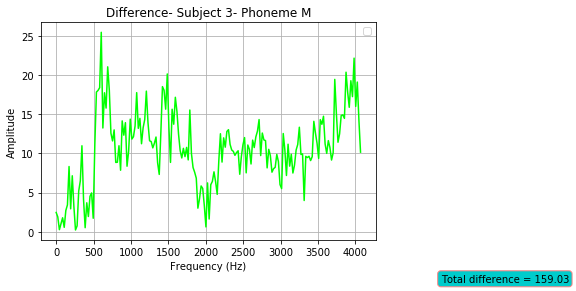 Difference- Subject 3- Phoneme M
Amplitude
25
20
15
10
5
0
0 500 1000 1500 2000 2500 3000 3500 4000
Frequency (Hz)
Total difference = 159.03